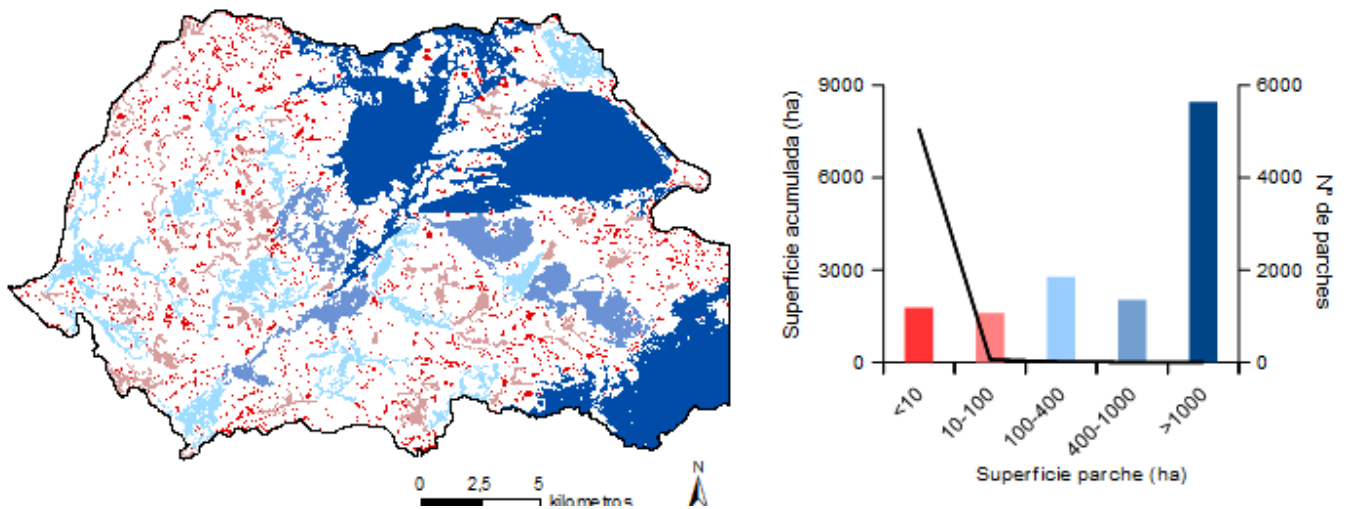 N
0 2,5 5
kilometros
Superficie acumulada (ha)
9000
6000
3000
0
6000
4000
2000
0
Nº de parches
<10
10-100
100-400
400-1000
>1000
Superficie parche (ha)